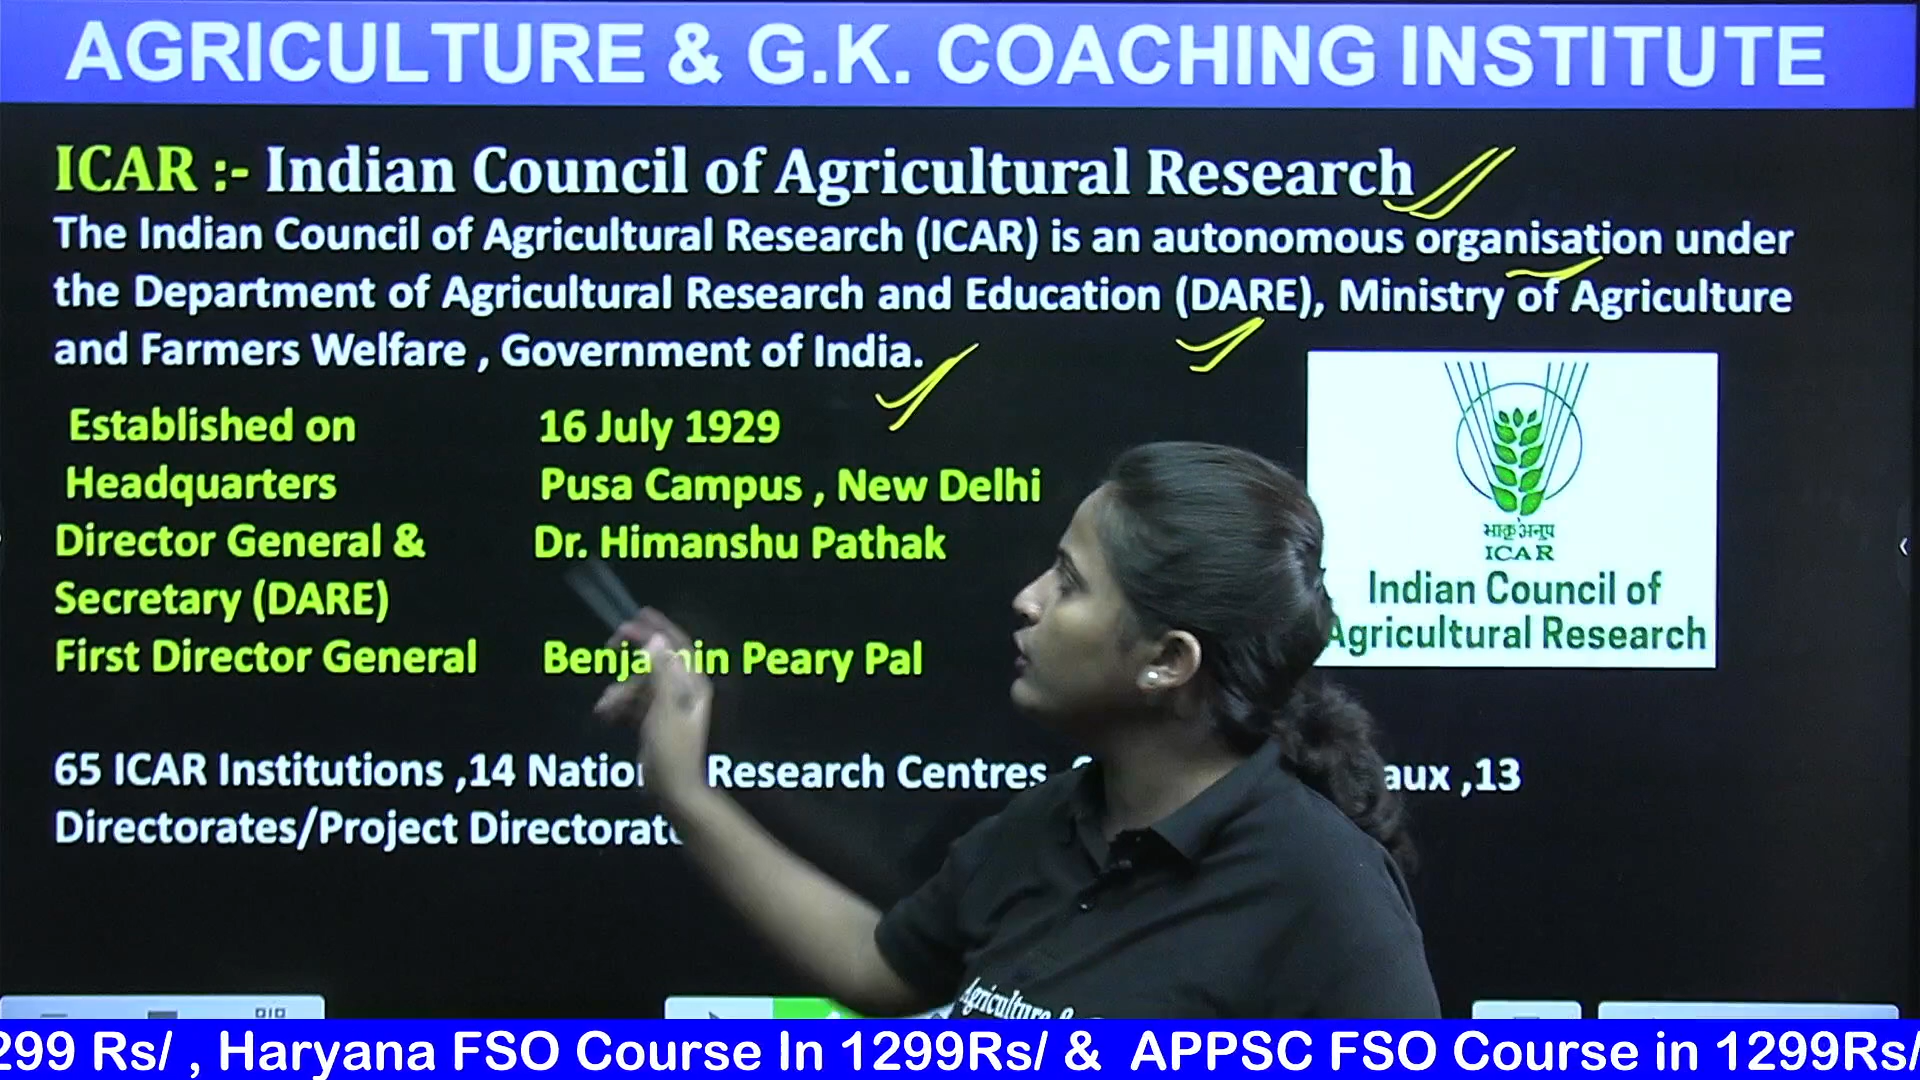 AGRICULTURE & G.K. COACHING INSTITUTE
ICAR :- Indian Council of Agricultural Research
The Indian Council of Agricultural Research (ICAR) is an autonomous organisation under
the Department of Agricultural Research and Education (DARE), Ministry of Agriculture
and Farmers Welfare , Government of India.
Established on 16 July 1929
Headquarters Pusa Campus , New Delhi
Director General & Dr. Himanshu Pathak
Secretary (DARE)
First Director General Benjamin Peary Pal
भाकृअनुप
ICAR
Indian Council of
Agricultural Research
65 ICAR Institutions ,14 Research Centres ,13
Directorates/Project
Agriculture &
299 Rs/ , Haryana FSO Course In 1299Rs/ & APPSC FSO Course in 1299Rs/